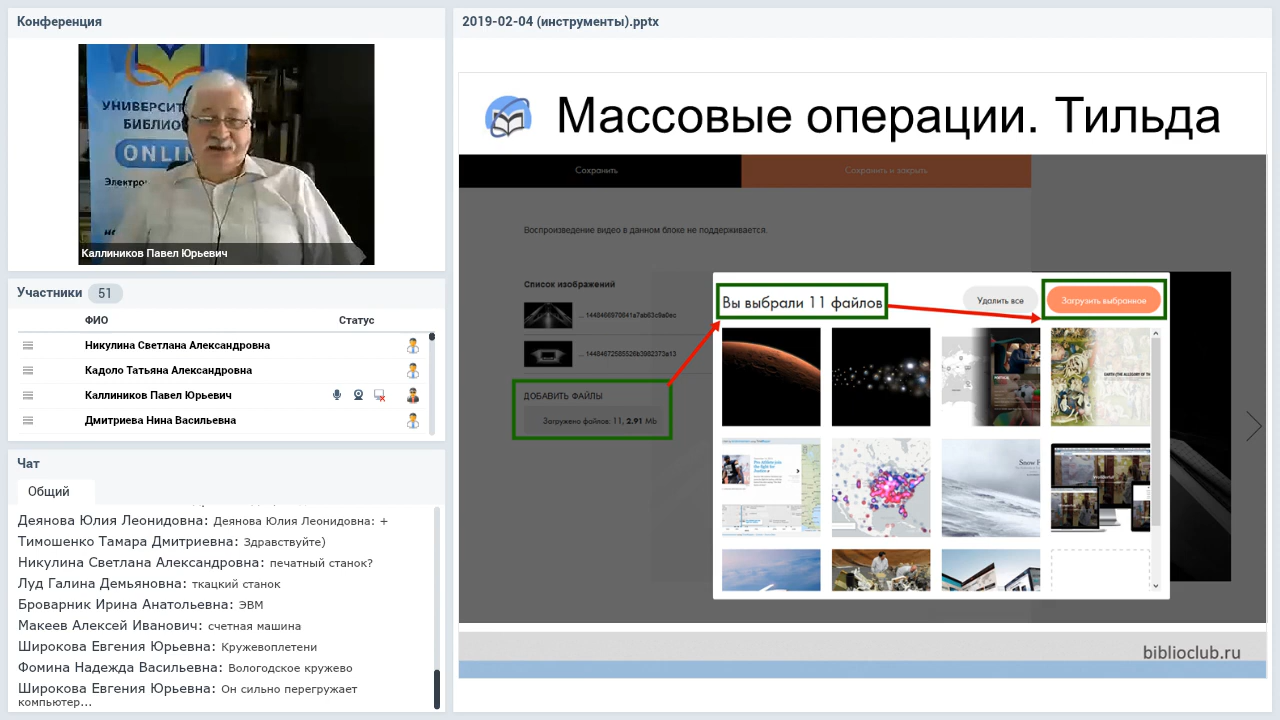 Конференция
УНИВЕРСИТ
БИБЛИО
ONLIN
Электро
Каллиников Павел Юрьевич
Участники 51
ФИО Статус
Никулина Светлана Александровна
Кадоло Татьяна Александровна
Каллиников Павел Юрьевич
Дмитриева Нина Васильевна
Чат
Общий
Деянова Юлия Леонидовна: Деянова Юлия Леонидовна: +
Тимошенко Тамара Дмитриевна: Здравствуйте)
Никулина Светлана Александровна: печатный станок?
Луд Галина Демьяновна: ткацкий станок
Броварник Ирина Анатольевна: ЭВМ
Макеев Алексей Иванович: счетная машина
Широкова Евгения Юрьевна: Кружевоплетени
Фомина Надежда Васильевна: Вологодское кружево
Широкова Евгения Юрьевна: Он сильно перегружает
компьютер...
2019-02-04 (инструменты).pptx
Массовые операции. Тильда
Сохранить Сохранить и закрыть
Воспроизведение видео в данном блоке не поддерживается.
Список изображений
ДОБАВИТЬ ФАЙЛЫ
Загружено файлов: 11, 2.91 Mb
Вы выбрали 11 файлов
Удалить все
Загрузить выбранное
Snow F
biblioclub.ru